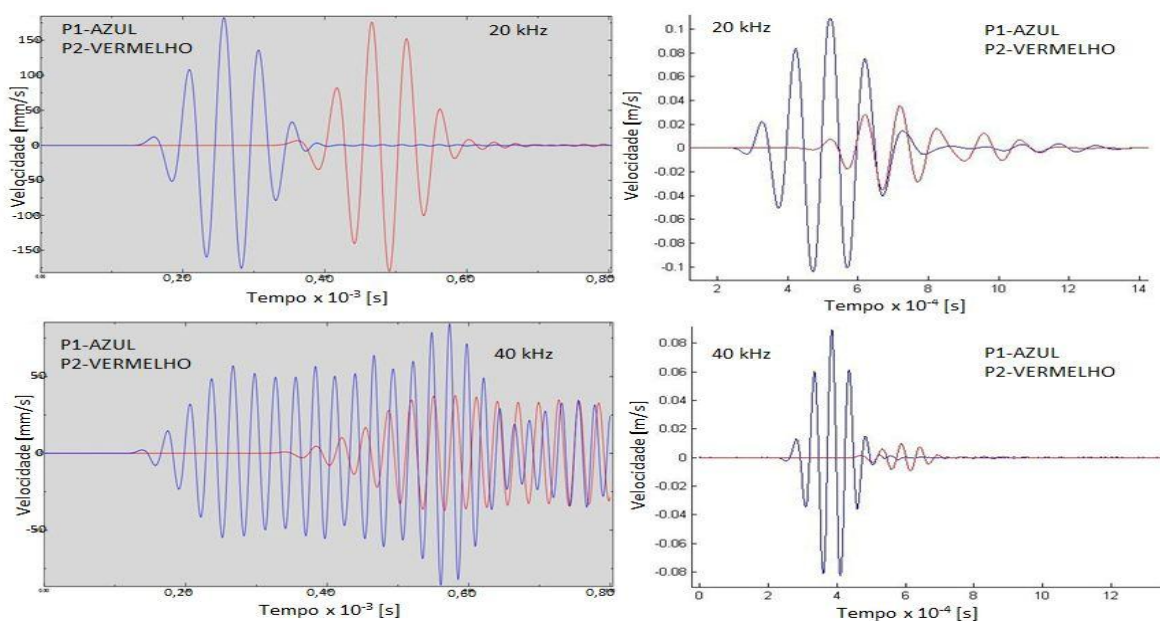 P1-AZUL
P2-VERMELHO
20 kHz
Velocidade [mm/s]
150
100
50
0
-50
-100
-150
0,20
0,40
0,60
0,80
Tempo x 10-3 [s]
20 kHz
P1-AZUL
P2-VERMELHO
Velocidade [m/s]
0.1
0.08
0.06
0.04
0.02
0
-0.02
-0.04
-0.06
-0.08
-0.1
2 4 6 8 10 12 14
Tempo x 10-4 [s]
P1-AZUL
P2-VERMELHO
40 kHz
Velocidade [mm/s]
50
0
-50
0,20
0,40
0,60
0,80
Tempo x 10-3 [s]
40 kHz
P1-AZUL
P2-VERMELHO
Velocidade [m/s]
0.08
0.06
0.04
0.02
0
-0.02
-0.04
-0.06
-0.08
0 2 4 6 8 10 12
Tempo x 10-4 [s]